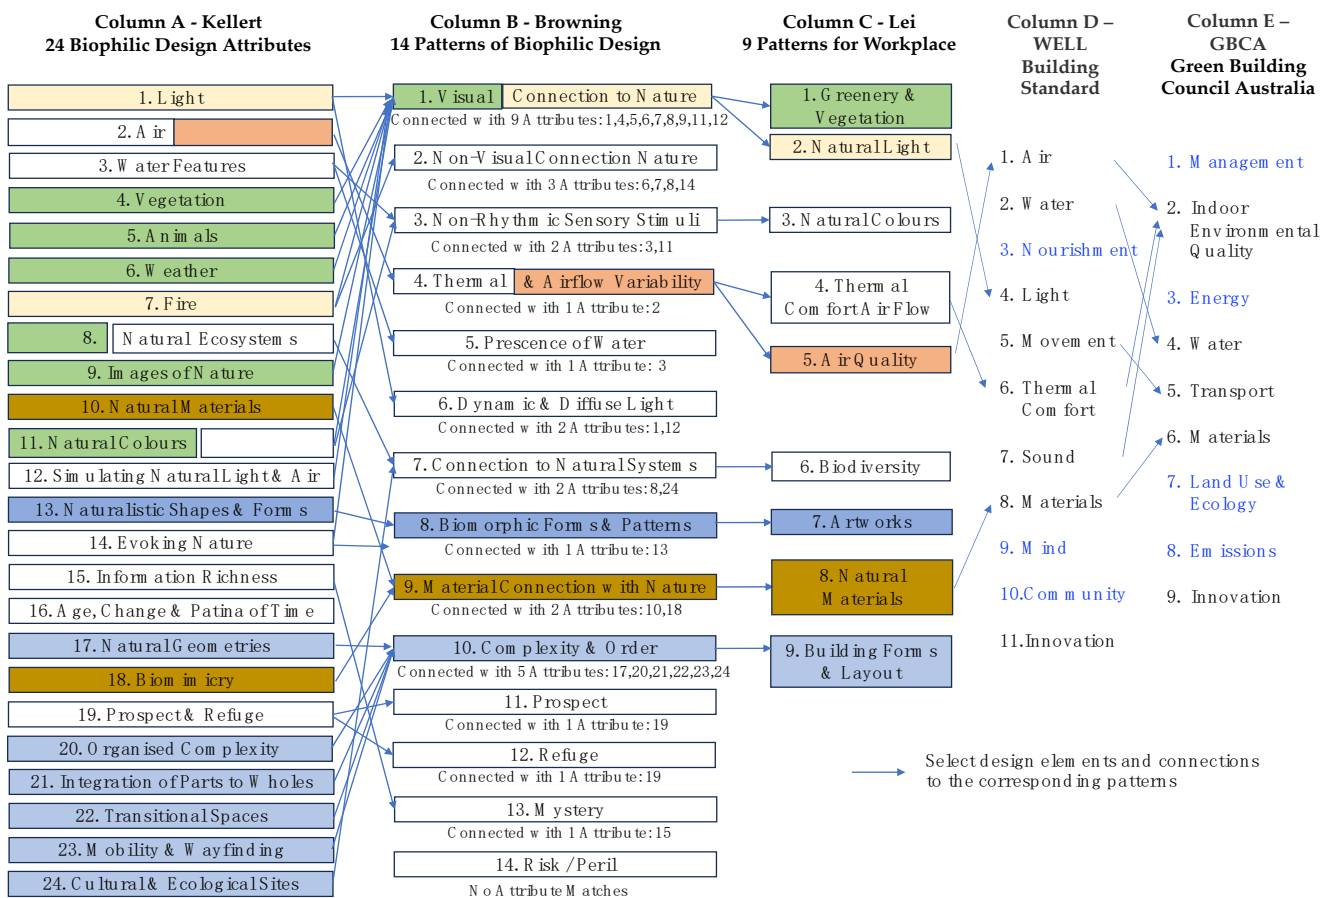 Column A - Kellert
24 Biophilic Design Attributes
1. Light
2. Air
3. Water Features
4. Vegetation
5. Animals
6. Weather
7. Fire
8. Natural Ecosystems
9. Images of Nature
10. Natural Materials
11. Natural Colours
12. Simulating Natural Light & Air
13. Naturalistic Shapes & Forms
14. Evoking Nature
15. Information Richness
16. Age, Change & Patina of Time
17. Natural Geometries
18. Biomimicry
19. Prospect & Refuge
20. Organised Complexity
21. Integration of Parts to Wholes
22. Transitional Spaces
23. Mobility & Wayfinding
24. Cultural & Ecological Sites
Column B - Browning
14 Patterns of Biophilic Design
1. Visual Connection to Nature
Connected with 9 Attributes: 1,4,5,6,7,8,9,11,12
2. Non-Visual Connection Nature
Connected with 3 Attributes: 6,7,8,14
3. Non-Rhythmic Sensory Stimuli
Connected with 2 Attributes: 3,11
4. Thermal & Airflow Variability
Connected with 1 Attribute: 2
5. Prescence of Water
Connected with 1 Attribute: 3
6. Dynamic & Diffuse Light
Connected with 2 Attributes: 1,12
7. Connection to Natural Systems
Connected with 2 Attributes: 8,24
8. Biomorphic Forms & Patterns
Connected with 1 Attribute: 13
9. Material Connection with Nature
Connected with 2 Attributes: 10,18
10. Complexity & Order
Connected with 5 Attributes: 17,20,21,22,23,24
11. Prospect
Connected with 1 Attribute: 19
12. Refuge
Connected with 1 Attribute: 19
13. Mystery
Connected with 1 Attribute: 15
14. Risk / Peril
No Attribute Matches
Column C - Lei
9 Patterns for Workplace
1. Greenery &
Vegetation
2. Natural Light
3. Natural Colours
4. Thermal
Comfort Air Flow
5. Air Quality
6. Biodiversity
7. Artworks
8. Natural
Materials
9. Building Forms
& Layout
Column D –
WELL
Building
Standard
1. Air
2. Water
3. Nourishment
4. Light
5. Movement
6. Thermal
Comfort
7. Sound
8. Materials
9. Mind
10. Community
11. Innovation
Column E –
GBCA
Green Building
Council Australia
1. Management
2. Indoor
Environmental
Quality
3. Energy
4. Water
5. Transport
6. Materials
7. Land Use &
Ecology
8. Emissions
9. Innovation
Select design elements and connections
to the corresponding patterns